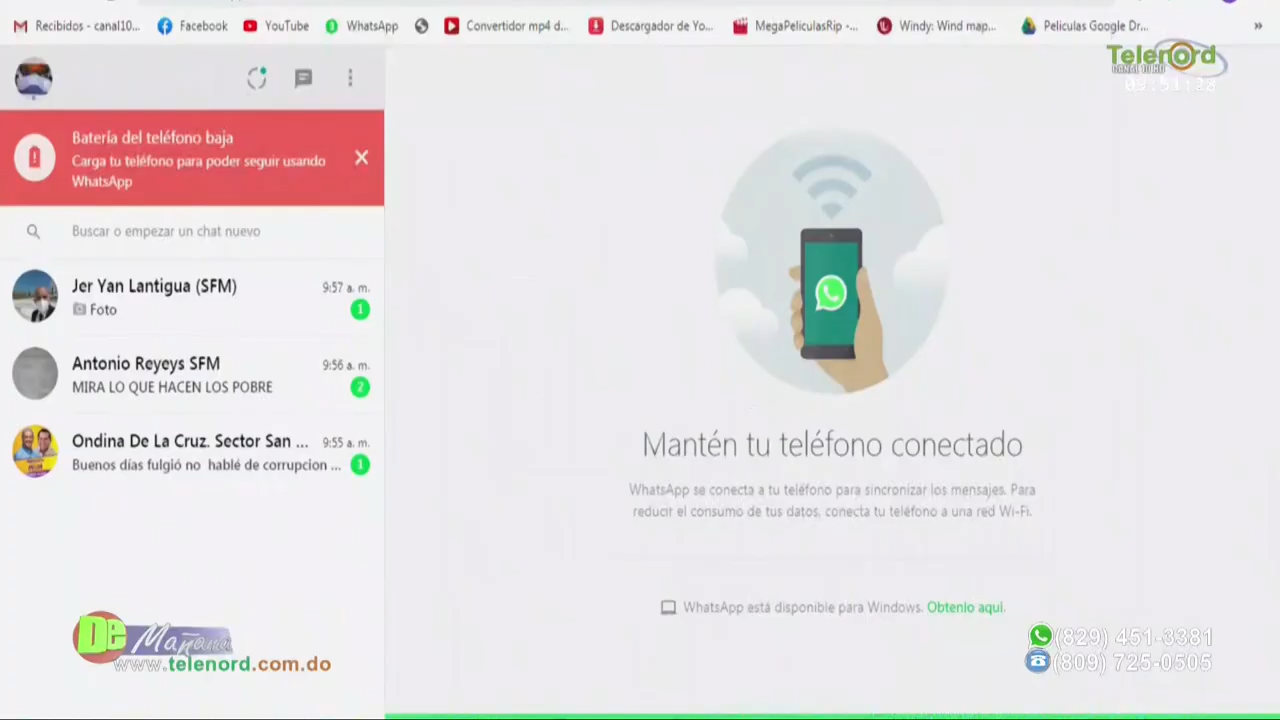 Recibidos - canal10...
Facebook
YouTube
WhatsApp
Convertidor mp4 d...
Descargador de Yo...
MegaPeliculasRip -...
Windy: Wind map...
Peliculas Google Dr...
»
Telenord
CANAL 10 HD
Batería del teléfono baja
Carga tu teléfono para poder seguir usando
WhatsApp
Buscar o empezar un chat nuevo
Jer Yan Lantigua (SFM)
9:57 a. m.
Foto
1
Antonio Reyeys SFM
9:56 a. m.
MIRA LO QUE HACEN LOS POBRE
2
Ondina De La Cruz. Sector San ...
9:55 a. m.
Buenos días fulgió no hablé de corrupcion ...
1
Mantén tu teléfono conectado
WhatsApp se conecta a tu teléfono para sincronizar los mensajes. Para
reducir el consumo de tus datos, conecta tu teléfono a una red Wi-Fi.
WhatsApp está disponible para Windows. Obtenlo aquí.
De Mañana
www.telenord.com.do
(829) 451-3381
(809) 725-0505